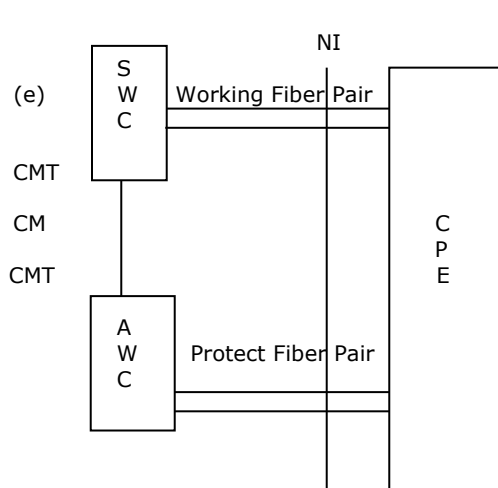 NI
(e)
S
W
C
Working Fiber Pair
CMT
CM
CMT
C
P
E
A
W
C
Protect Fiber Pair